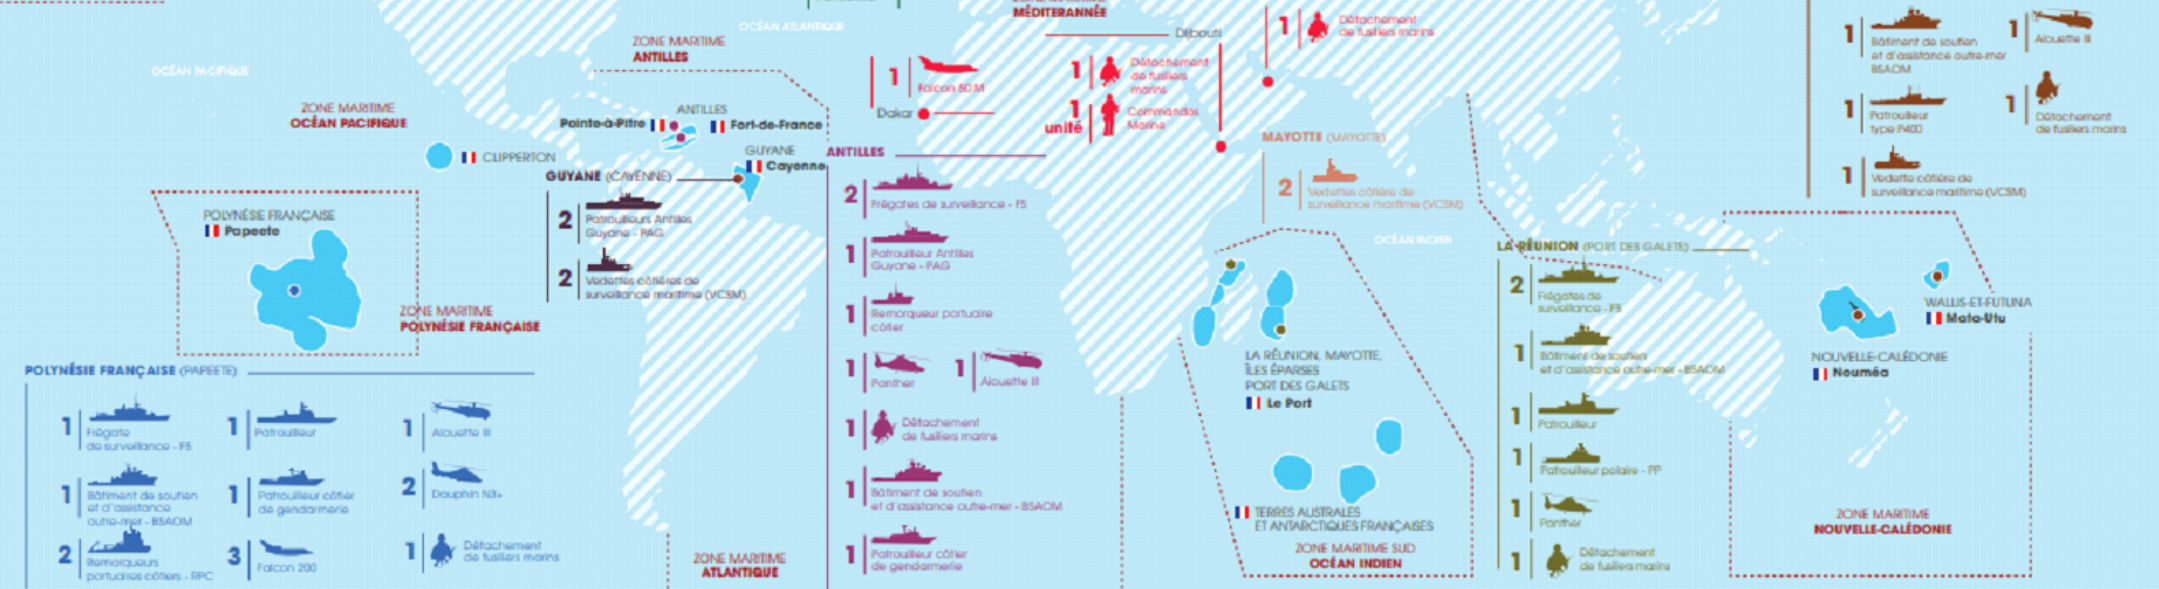 OCÉAN ATLANTIQUE
OCÉAN PACIFIQUE
ZONE MARITIME
OCÉAN PACIFIQUE
CLIPPERTON
ZONE MARITIME
ANTILLES
ANTILLES
Pointe-à-Pitre
Fort-de-France
GUYANE
Cayenne
GUYANE (CAYENNE)
2
Patrouilleurs Antilles
Guyane - PAG
2
Vedettes côtières de
surveillance maritime (VCSM)
POLYNÉSIE FRANÇAISE
Papeete
ZONE MARITIME
POLYNÉSIE FRANÇAISE
POLYNÉSIE FRANÇAISE (PAPEETE)
1
Frégate
de surveillance - FS
1
Patrouilleur
1
Alouette III
1
Bâtiment de soutien
et d'assistance
outre-mer - BSAOM
1
Patrouilleur côtier
de gendarmerie
2
Dauphin N3+
2
Remorqueurs
portuaires côtiers - RPC
3
Falcon 200
1
Détachement
de fusiliers marins
ZONE MARITIME
ATLANTIQUE
MÉDITERANNÉE
Djibouti
1
Falcon 50 M
Dakar
1
Détachement
de fusiliers
marins
1
unité
Commandos
Marine
1
Détachement
de fusiliers marins
ANTILLES
2
Frégates de surveillance - FS
1
Patrouilleur Antilles
Guyane - PAG
1
Remorqueur portuaire
côtier
1
Panther
1
Alouette III
1
Détachement
de fusiliers marins
1
Bâtiment de soutien
et d'assistance outre-mer - BSAOM
1
Patrouilleur côtier
de gendarmerie
MAYOTTE (MAYOTTE)
2
Vedettes côtière de
surveillance maritime (VCSM)
OCÉAN INDIEN
LA RÉUNION, MAYOTTE,
ÎLES ÉPARSES
PORT DES GALETS
Le Port
TERRES AUSTRALES
ET ANTARCTIQUES FRANÇAISES
ZONE MARITIME SUD
OCÉAN INDIEN
LA RÉUNION (PORT DES GALETS)
2
Frégates de
surveillance - FS
1
Bâtiment de soutien
et d'assistance outre-mer - BSAOM
1
Patrouilleur
1
Patrouilleur polaire - PP
1
Panther
1
Détachement
de fusiliers marins
1
Bâtiment de soutien
et d'assistance outre-mer
BSAOM
1
Alouette III
1
Patrouilleur
type P400
1
Détachement
de fusiliers marins
1
Vedette côtière de
surveillance maritime (VCSM)
WALLIS-ET-FUTUNA
Mata-Utu
NOUVELLE-CALÉDONIE
Nouméa
ZONE MARITIME
NOUVELLE-CALÉDONIE